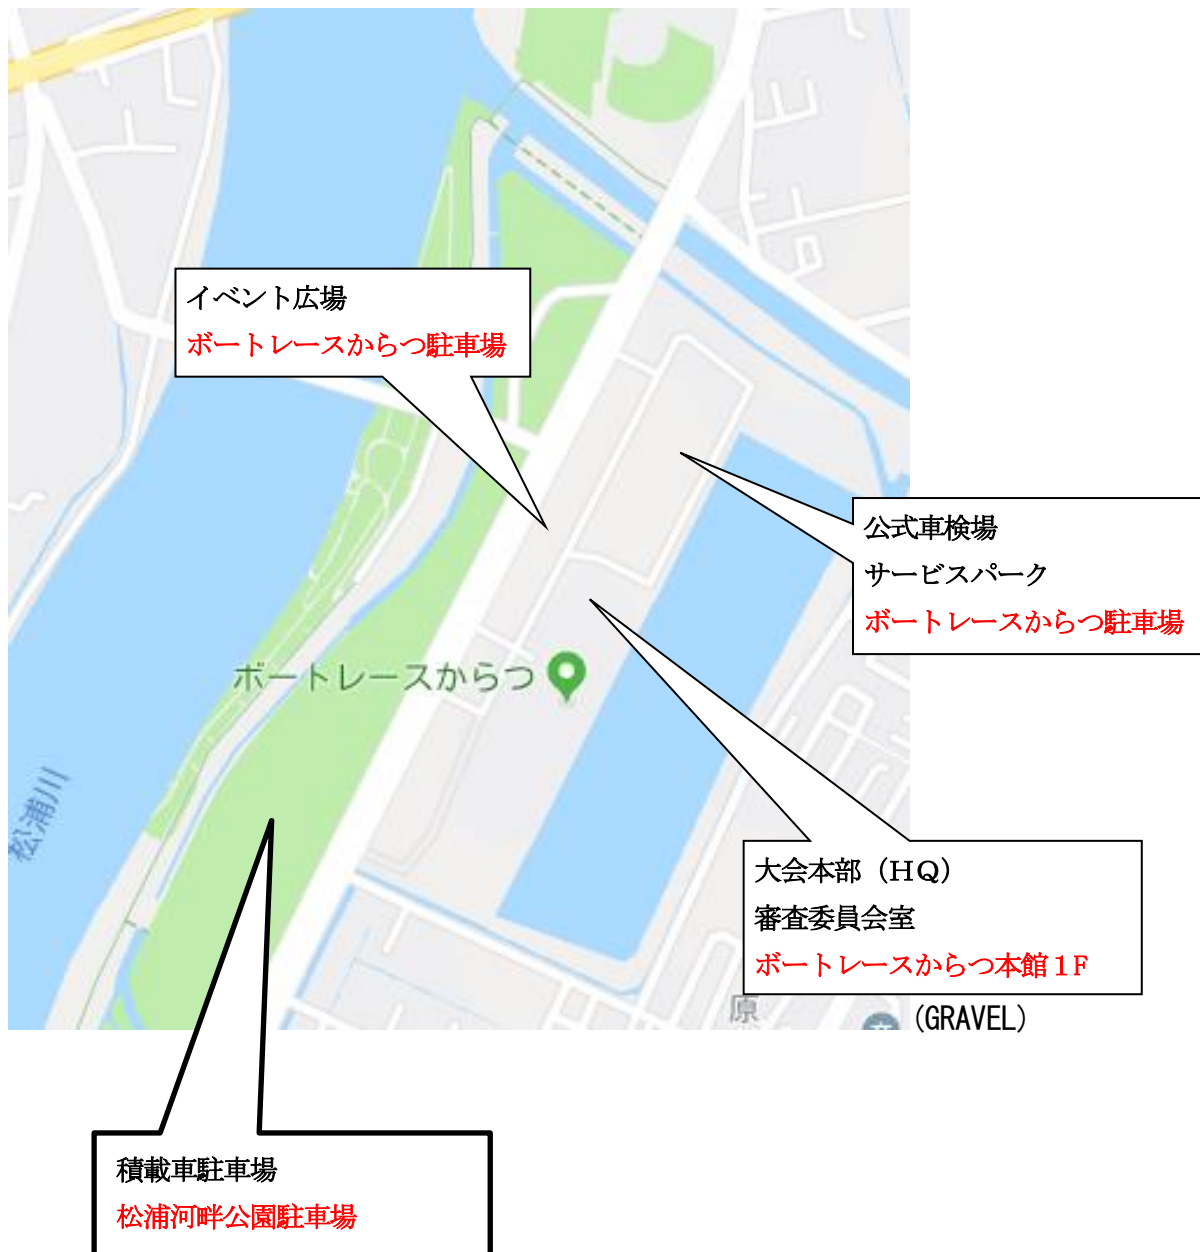 イベント広場
ボートレースからつ駐車場
公式車検場
サービスパーク
ボートレースからつ駐車場
ボートレースからつ
松浦川
大会本部（ＨＱ）
審査委員会室
ボートレースからつ本館１F
原
(GRAVEL)
積載車駐車場
松浦河畔公園駐車場